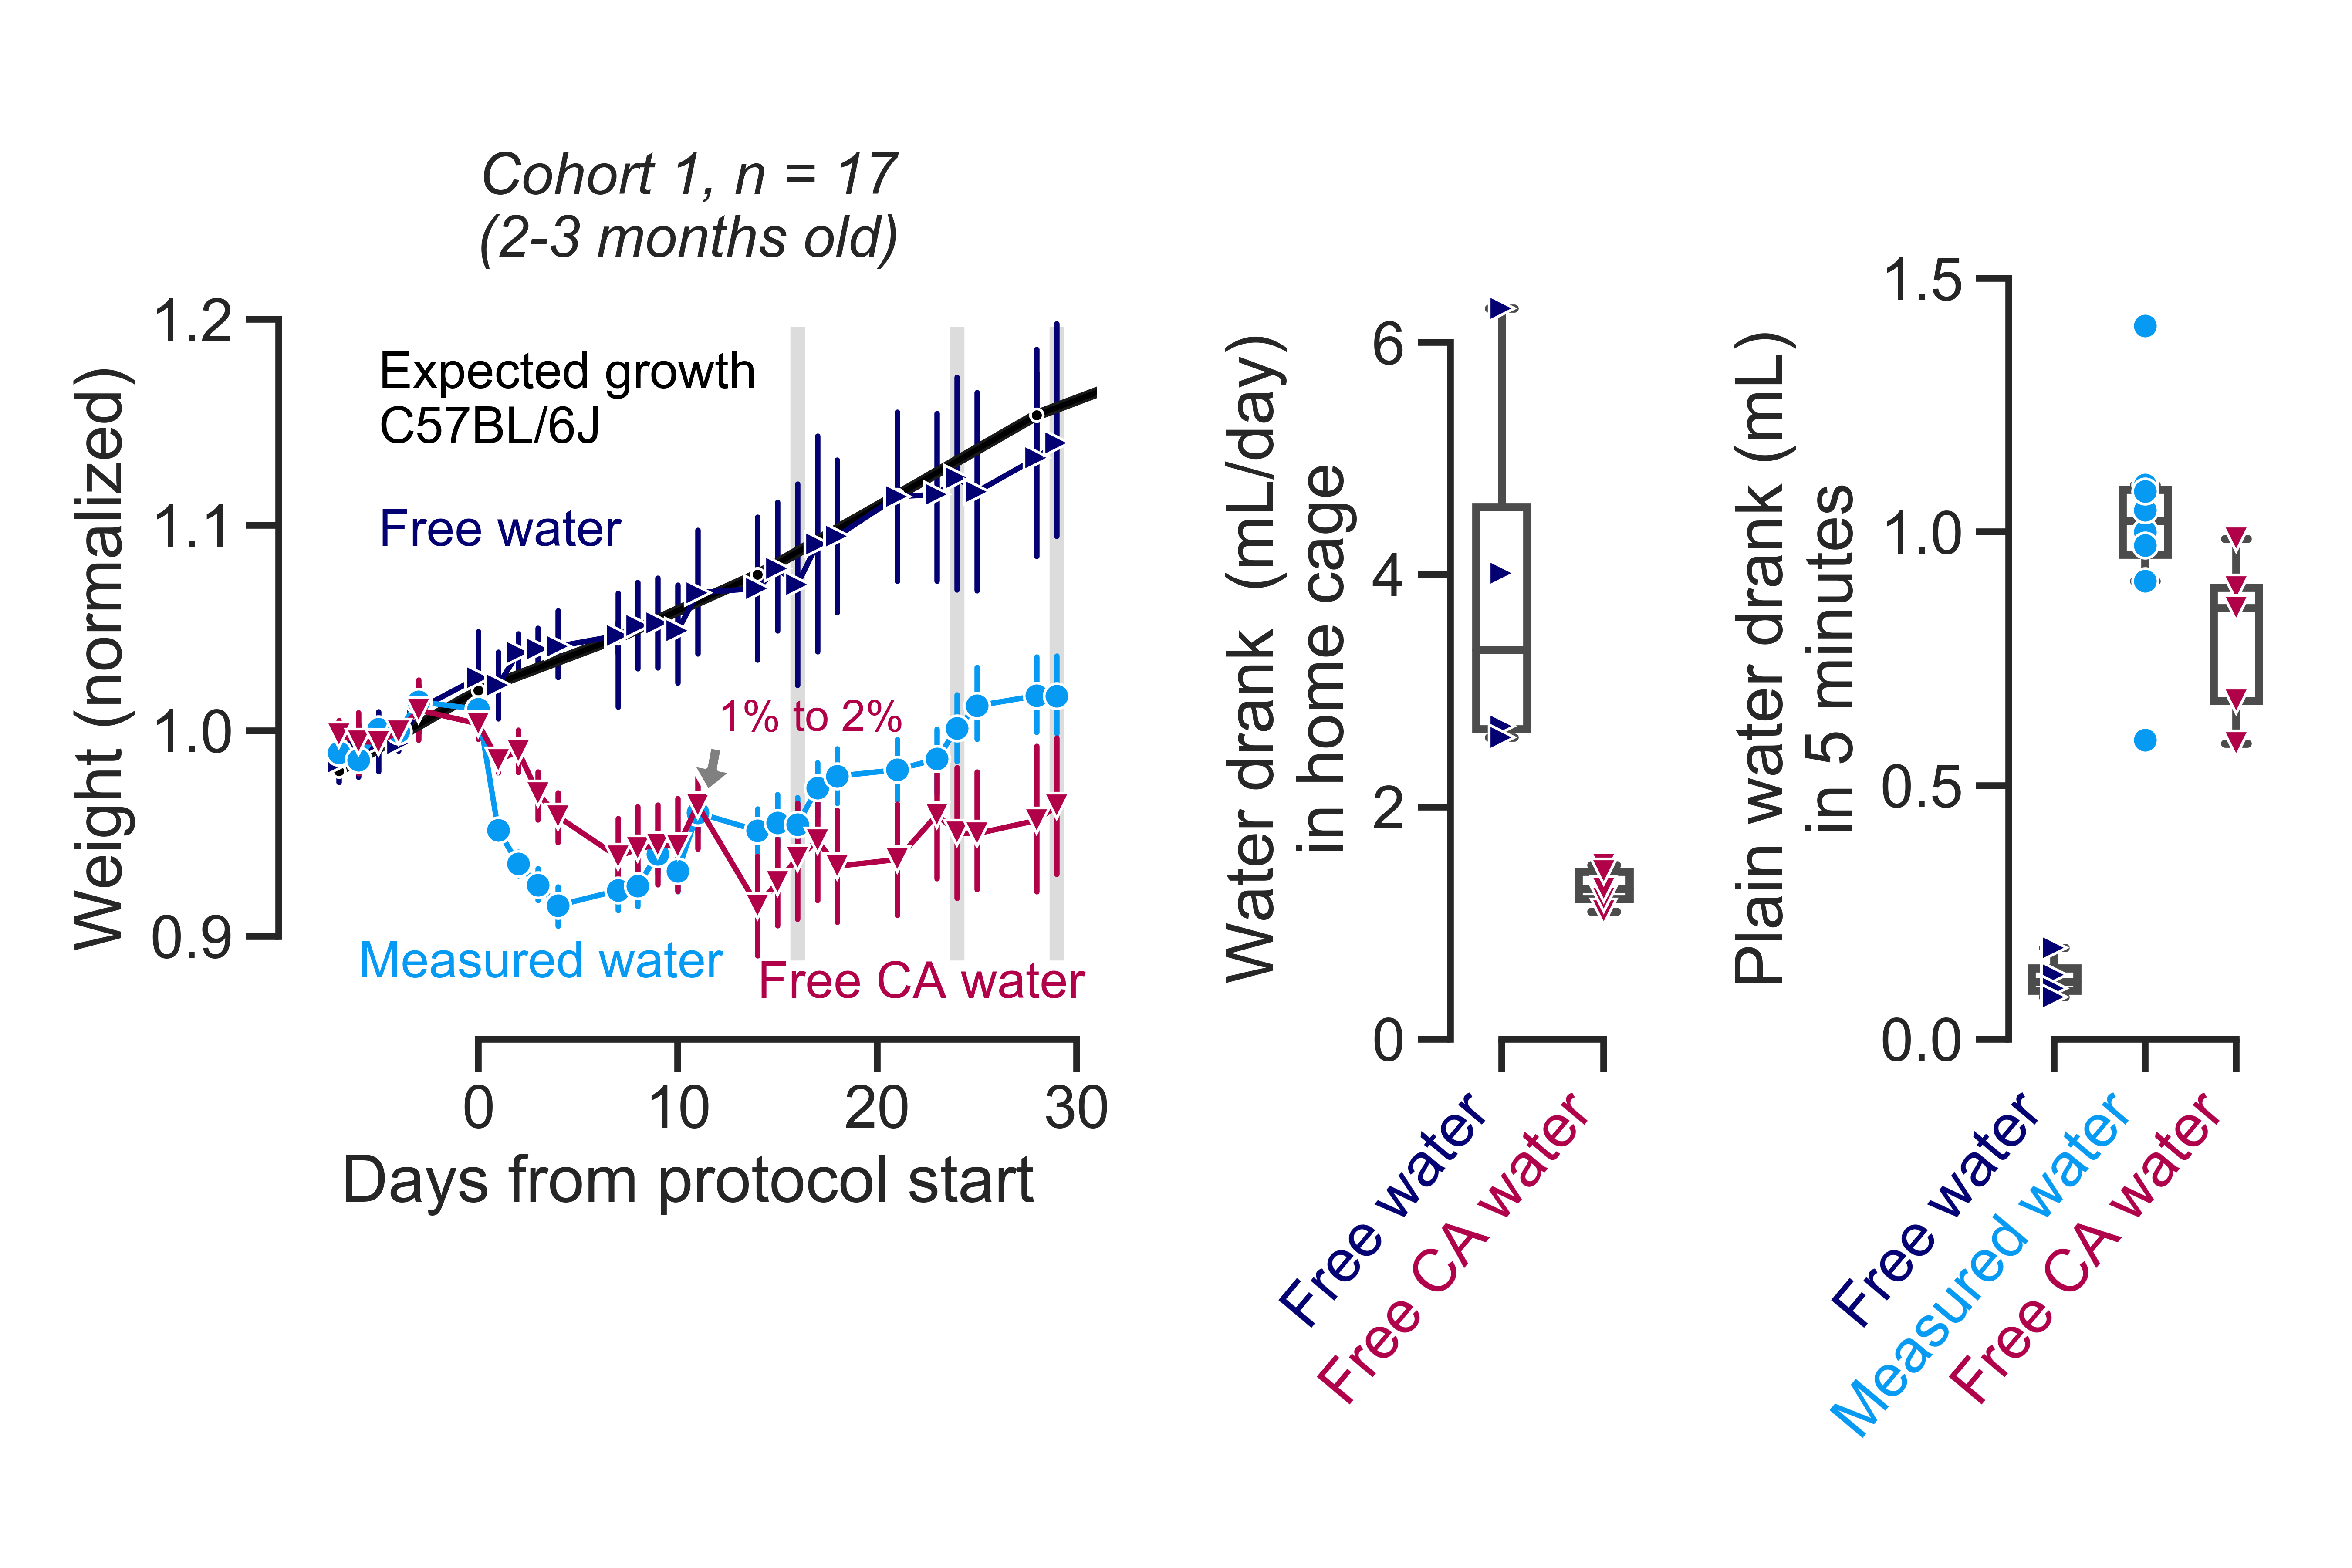 Cohort 1, n = 17
(2-3 months old)
Weight (normalized)
1.2
1.1
1.0
0.9
Expected growth
C57BL/6J
Free water
1% to 2%
Measured water
Free CA water
0
10
20
30
Days from protocol start
Water drank (mL/day)
in home cage
6
4
2
0
Free water
Free CA water
Plain water drank (mL)
in 5 minutes
1.5
1.0
0.5
0.0
Free water
Measured water
Free CA water